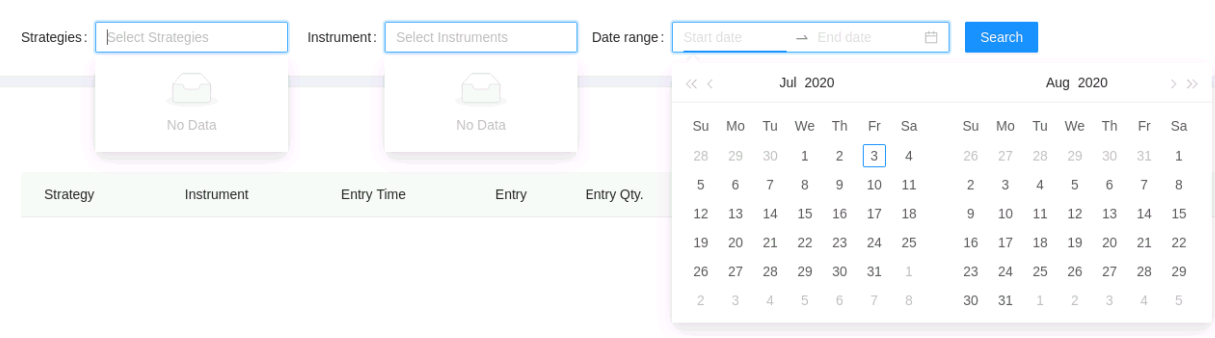 Strategies : Select Strategies Instrument : Select Instruments Date range : Start date → End date Search
Jul 2020 Aug 2020
No Data No Data
Su Mo Tu We Th Fr Sa Su Mo Tu We Th Fr Sa
28 29 30 1 2 3 4 26 27 28 29 30 31 1
5 6 7 8 9 10 11 2 3 4 5 6 7 8
Strategy Instrument Entry Time Entry Entry Qty.
12 13 14 15 16 17 18 9 10 11 12 13 14 15
19 20 21 22 23 24 25 16 17 18 19 20 21 22
26 27 28 29 30 31 1 23 24 25 26 27 28 29
2 3 4 5 6 7 8 30 31 1 2 3 4 5